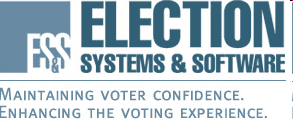 ES&S
ELECTION
SYSTEMS & SOFTWARE
MAINTAINING VOTER CONFIDENCE.
ENHANCING THE VOTING EXPERIENCE.